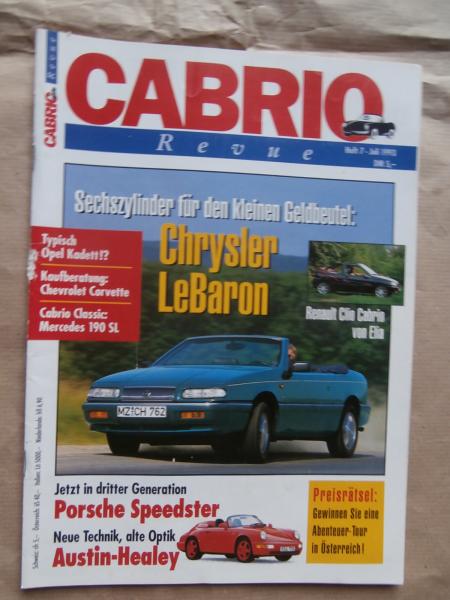 CABRIO
Revue
CABRIO
Revue
Heft 7 · Juli 1993
DM 5,–
Sechszylinder für den kleinen Geldbeutel:
Chrysler
LeBaron
Typisch
Opel Kadett!?
Kaufberatung:
Chevrolet Corvette
Cabrio Classic:
Mercedes 190 SL
Renault Clio Cabrio
von Elia
MZ CH 762
Jetzt in dritter Generation
Porsche Speedster
Neue Technik, alte Optik
Austin-Healey
Preisrätsel:
Gewinnen Sie eine
Abenteuer-Tour
in Österreich!